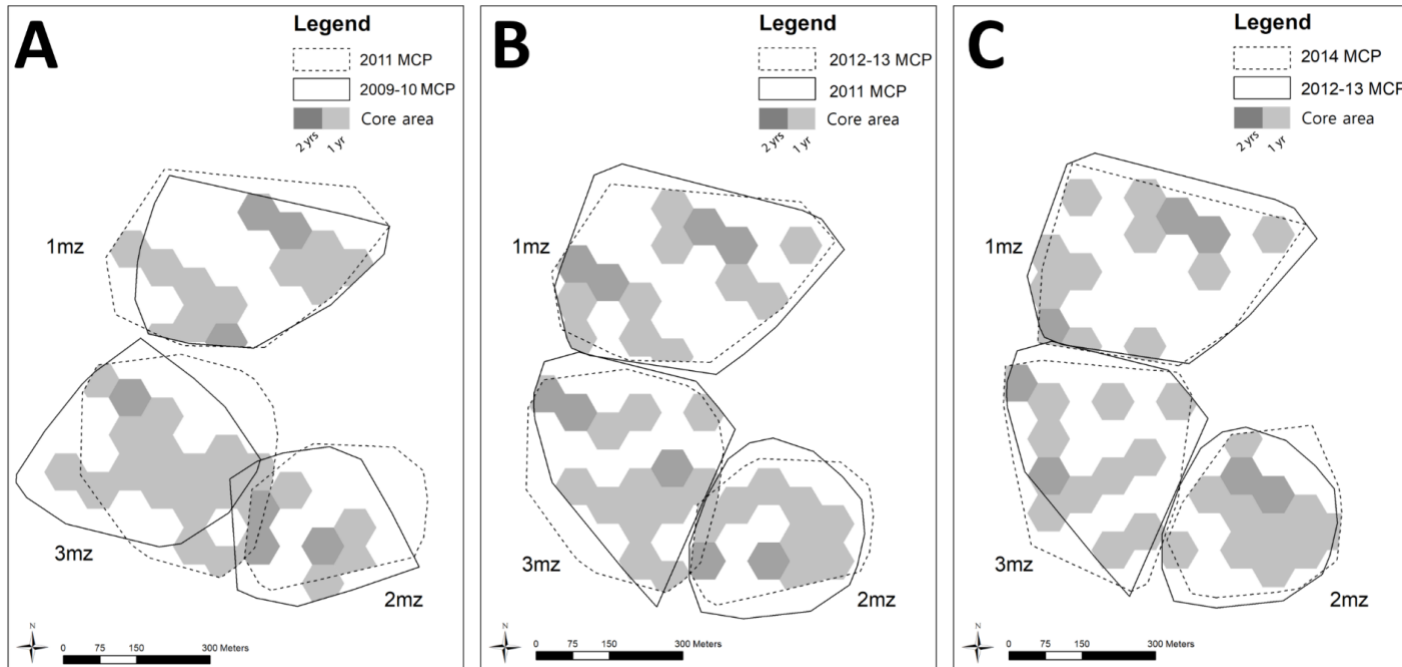 A
Legend
2011 MCP
2009-10 MCP
Core area
2 yrs
1 yr
1mz
3mz
2mz
N
0 75 150 300 Meters
B
Legend
2012-13 MCP
2011 MCP
Core area
2 yrs
1 yr
1mz
3mz
2mz
N
0 75 150 300 Meters
C
Legend
2014 MCP
2012-13 MCP
Core area
2 yrs
1 yr
1mz
3mz
2mz
N
0 75 150 300 Meters